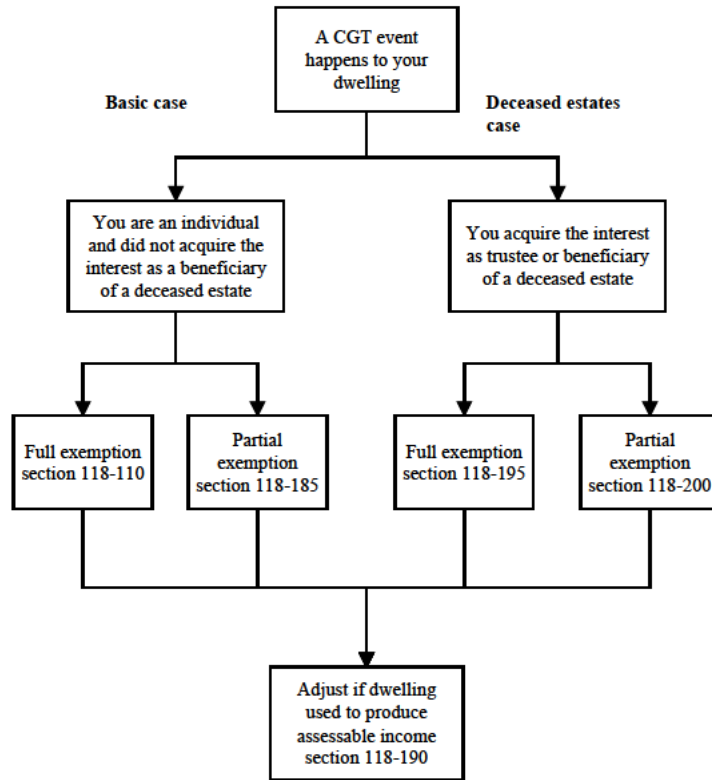 A CGT event
happens to your
dwelling
Basic case
Deceased estates
case
You are an individual
and did not acquire the
interest as a beneficiary
of a deceased estate
You acquire the interest
as trustee or beneficiary
of a deceased estate
Full exemption
section 118-110
Partial
exemption
section 118-185
Full exemption
section 118-195
Partial
exemption
section 118-200
Adjust if dwelling
used to produce
assessable income
section 118-190